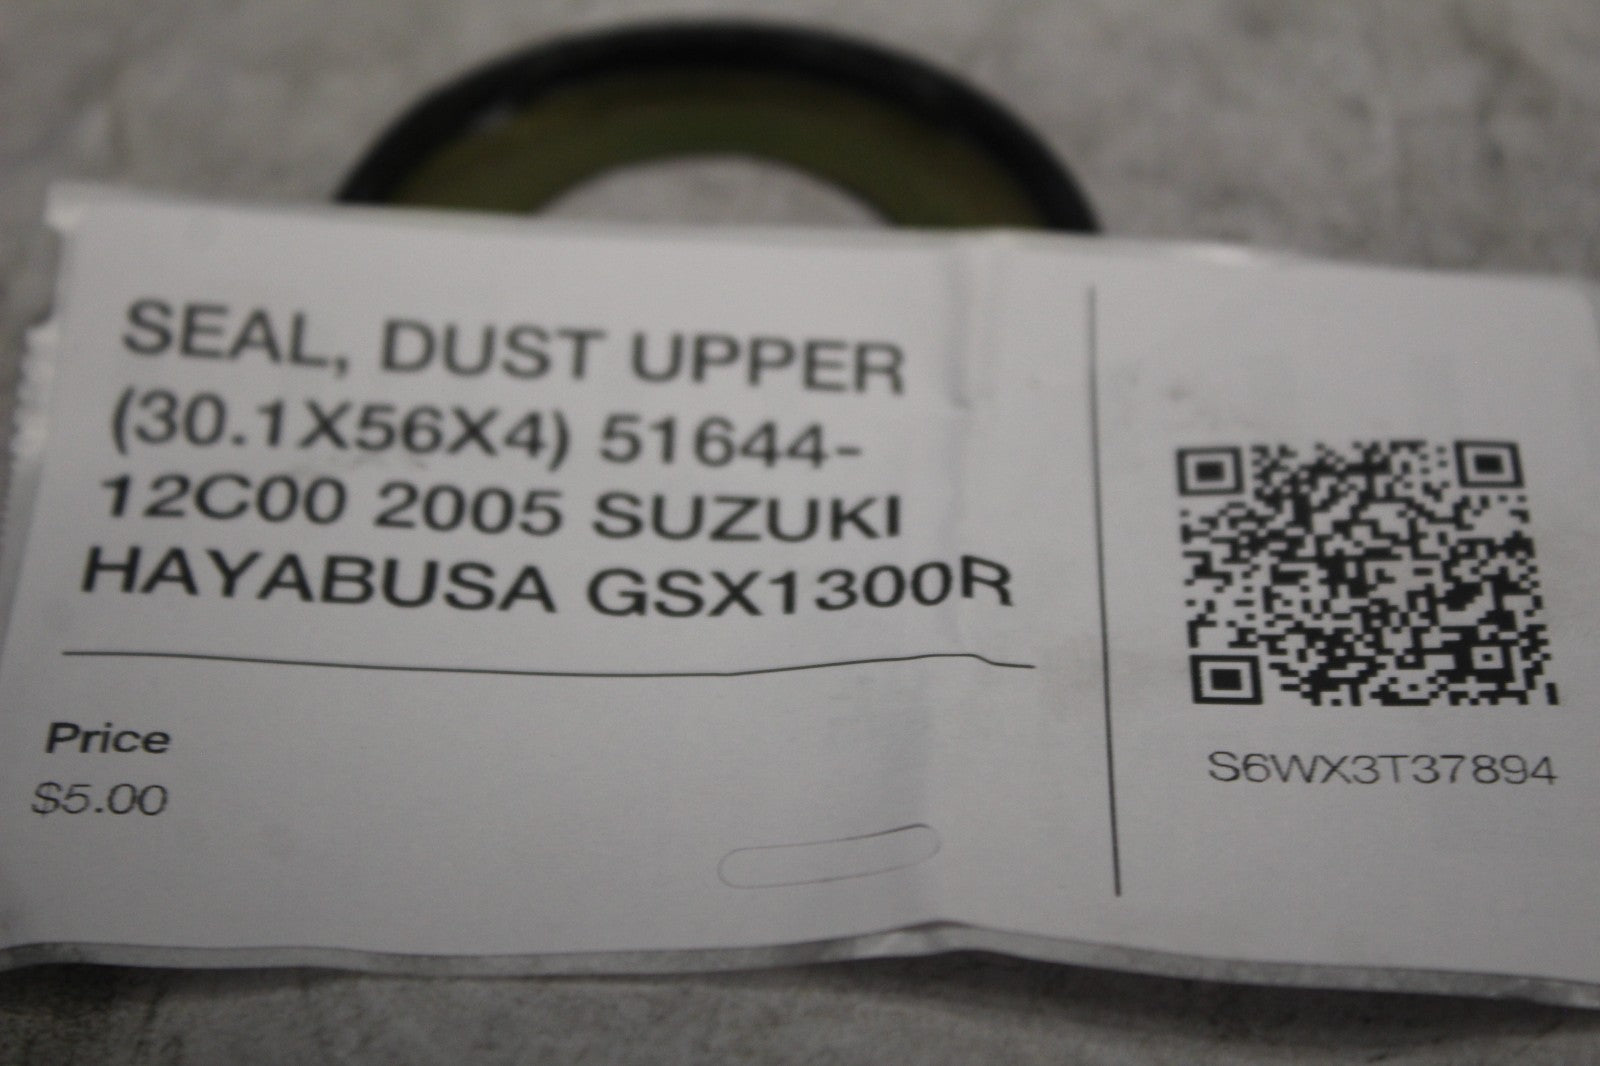 SEAL, DUST UPPER
(30.1X56X4) 51644-
12C00 2005 SUZUKI
HAYABUSA GSX1300R
Price
$5.00
S6WX3T37894